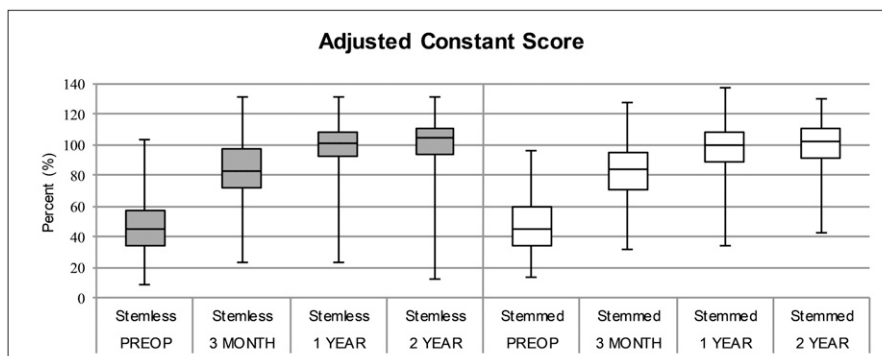 Adjusted Constant Score
Percent (%)
140
120
100
80
60
40
20
0
Stemless Stemless Stemless Stemless Stemmed Stemmed Stemmed Stemmed
PREOP 3 MONTH 1 YEAR 2 YEAR PREOP 3 MONTH 1 YEAR 2 YEAR